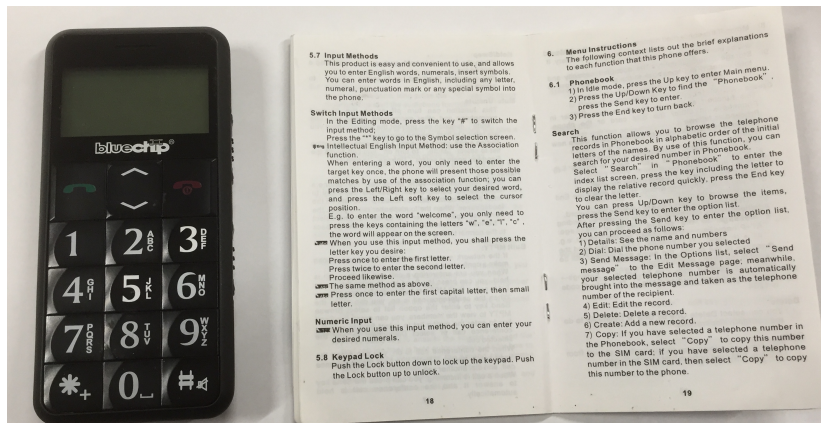 bluechip®
1
2 ABC
3 DEF
4 GHI
5 JKL
6 MNO
7 PQRS
8 TUV
9 WXYZ
*+
0
#
5.7 Input Methods
This product is easy and convenient to use, and allows
you to enter English words, numerals, insert symbols.
You can enter words in English, including any letter,
numeral, punctuation mark or any special symbol into
the phone.
Switch Input Methods
In the Editing mode, press the key "#" to switch the
input method;
Press the "*" key to go to the Symbol selection screen.
Intellectual English Input Method: use the Association
function.
When entering a word, you only need to enter the
target key once, the phone will present those possible
matches by use of the association function; you can
press the Left/Right key to select your desired word,
and press the Left soft key to select the cursor
position.
E.g. to enter the word "welcome", you only need to
press the keys containing the letters "w", "e", "l", "c" ,
the word will appear on the screen.
When you use this input method, you shall press the
letter key you desire:
Press once to enter the first letter.
Press twice to enter the second letter.
Proceed likewise.
The same method as above.
Press once to enter the first capital letter, then small
letter.
Numeric Input
When you use this input method, you can enter your
desired numerals.
5.8 Keypad Lock
Push the Lock button down to lock up the keypad. Push
the Lock button up to unlock.
18
6. Menu Instructions
The following context lists out the brief explanations
to each function that this phone offers.
6.1 Phonebook
1) In Idle mode, press the Up key to enter Main menu.
2) Press the Up/Down Key to find the "Phonebook" ,
press the Send key to enter.
3) Press the End key to turn back.
Search
This function allows you to browse the telephone
records in Phonebook in alphabetic order of the initial
letters of the names. By use of this function, you can
search for your desired number in Phonebook.
Select "Search" in "Phonebook" to enter the
index list screen, press the key including the letter to
display the relative record quickly, press the End key
to clear the letter.
You can press Up/Down key to browse the items,
press the Send key to enter the option list.
After pressing the Send key to enter the option list,
you can proceed as follows:
1) Details: See the name and numbers
2) Dial: Dial the phone number you selected
3) Send Message: In the Options list, select "Send
message" to the Edit Message page; meanwhile,
your selected telephone number is automatically
brought into the message and taken as the telephone
number of the recipient.
4) Edit: Edit the record.
5) Delete: Delete a record.
6) Create: Add a new record.
7) Copy: If you have selected a telephone number in
the Phonebook, select "Copy" to copy this number
to the SIM card; if you have selected a telephone
number in the SIM card, then select "Copy" to copy
this number to the phone.
19